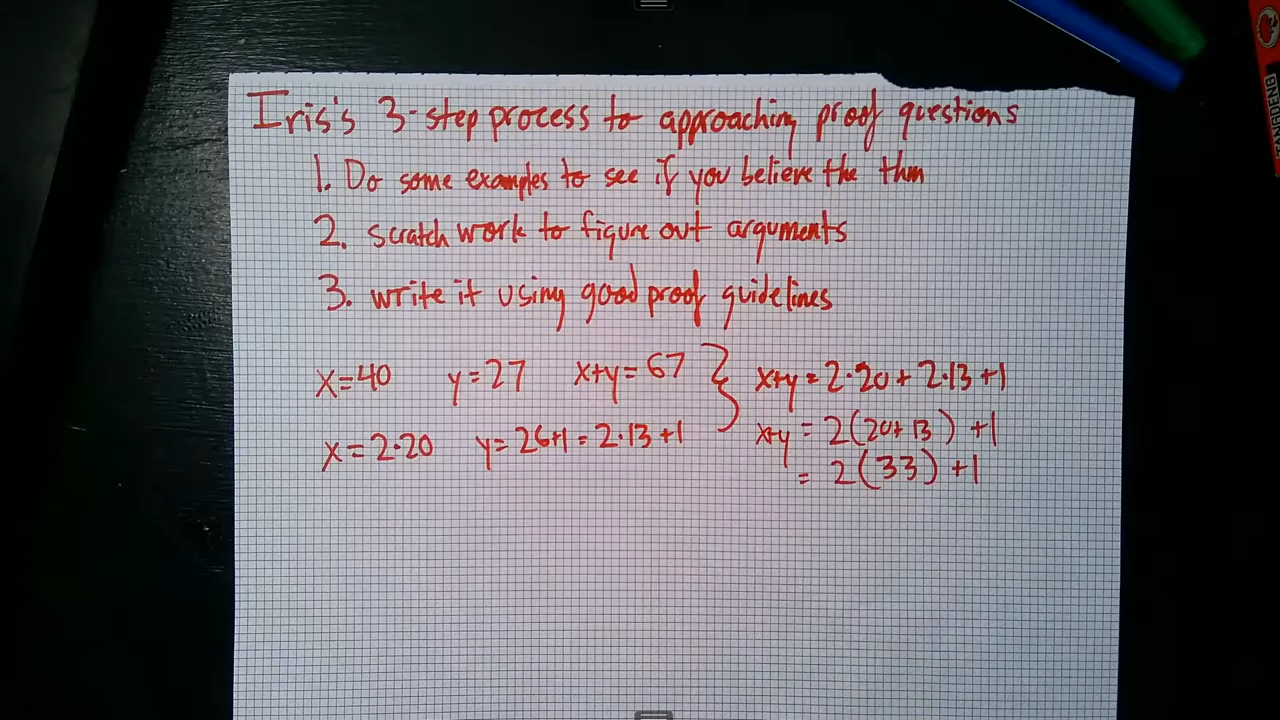 Iris's 3-step process to approaching proof questions
1. Do some examples to see if you believe the thm
2. scratch work to figure out arguments
3. write it using good proof guidelines
x=40 y=27 x+y=67 } x+y=2·20+2·13+1
x=2·20 y=26+1=2·13+1 x+y=2(20+13)+1
=2(33)+1